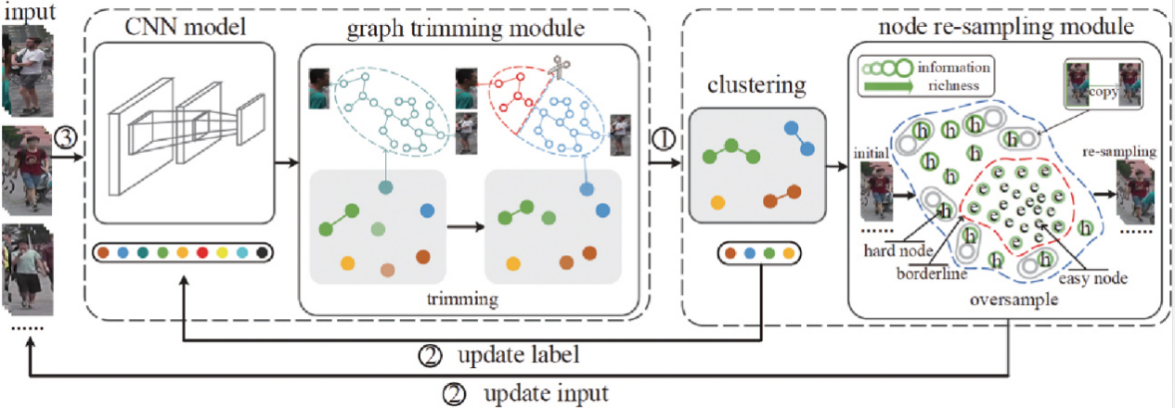 input
CNN model
graph trimming module
node re-sampling module
clustering
information
richness
copy
③
①
initial
re-sampling
h h h h h h h h h h h h
e e e e e e e e e e e e e e e e e e e e e e
......
......
hard node
borderline
easy node
trimming
oversample
......
② update label
② update input